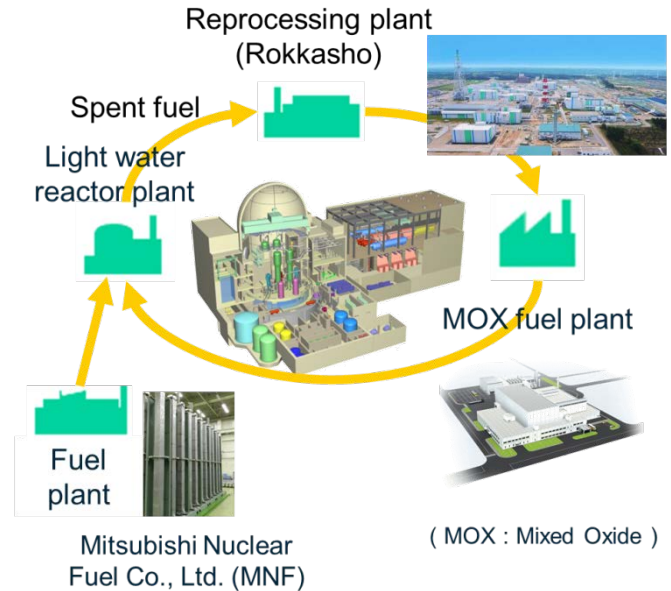 Reprocessing plant
(Rokkasho)
Spent fuel
Light water
reactor plant
MOX fuel plant
Fuel
plant
Mitsubishi Nuclear
Fuel Co., Ltd. (MNF)
( MOX : Mixed Oxide )